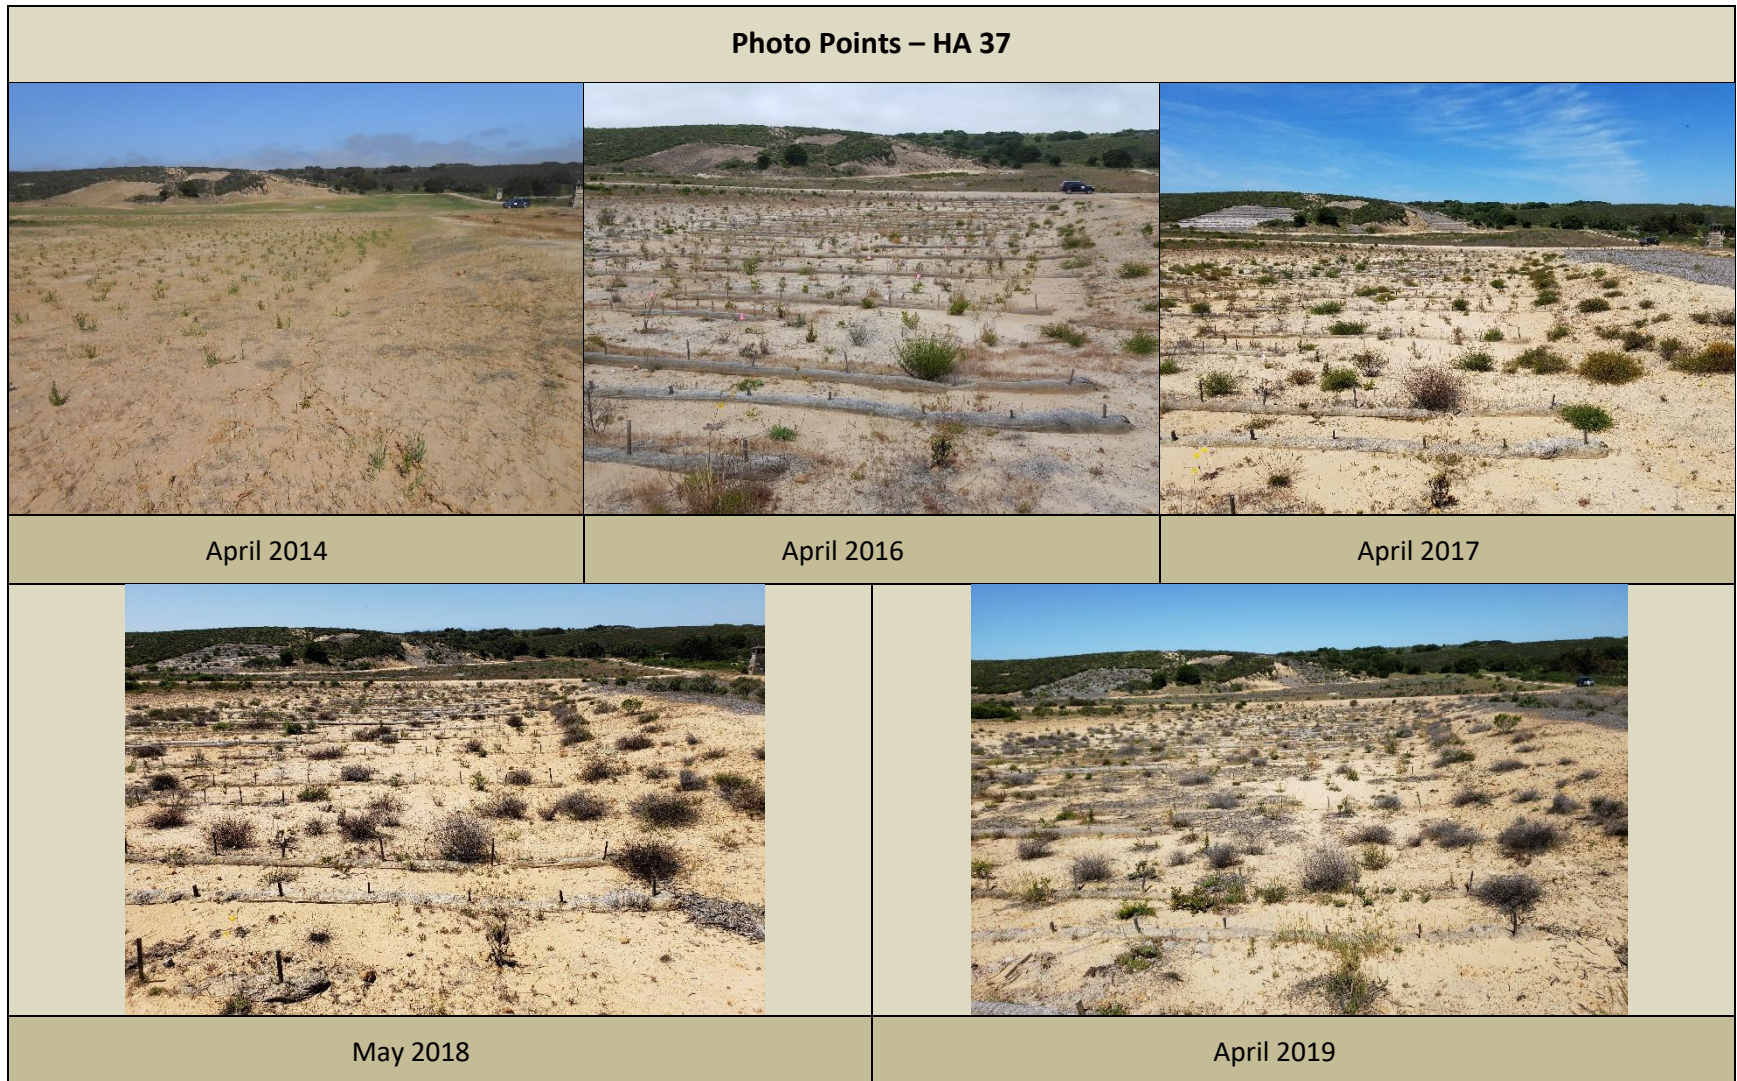 Photo Points – HA 37
April 2014
April 2016
April 2017
May 2018
April 2019